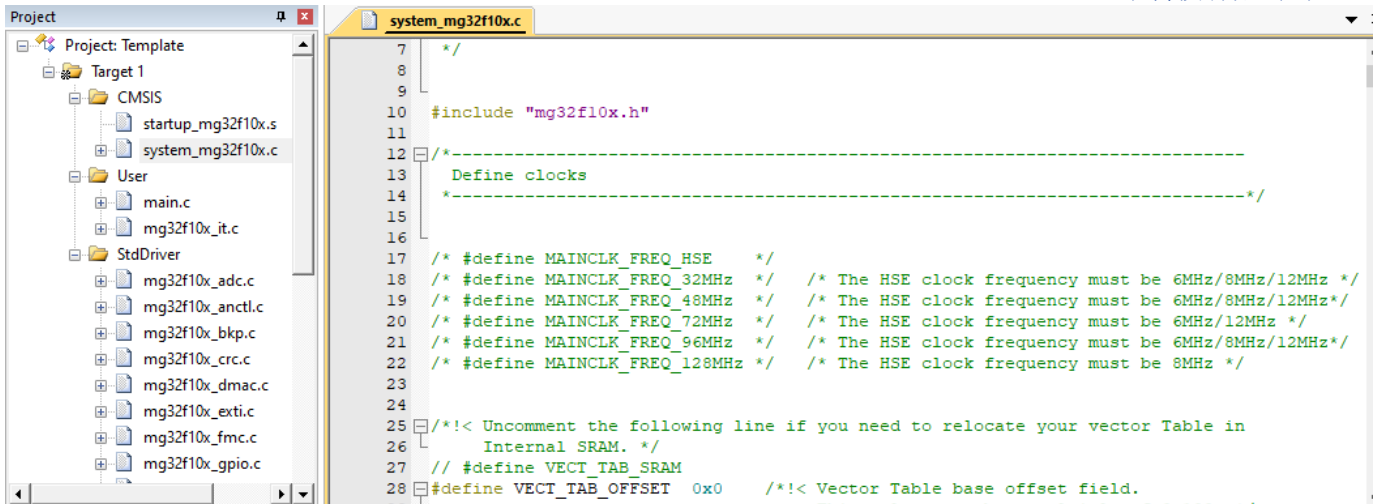 Project
Project: Template
Target 1
CMSIS
startup_mg32f10x.s
system_mg32f10x.c
User
main.c
mg32f10x_it.c
StdDriver
mg32f10x_adc.c
mg32f10x_anctl.c
mg32f10x_bkp.c
mg32f10x_crc.c
mg32f10x_dmac.c
mg32f10x_exti.c
mg32f10x_fmc.c
mg32f10x_gpio.c
system_mg32f10x.c
7 */
8
9
10 #include "mg32f10x.h"
11
12 /*----------------------------------------------------------------------------
13 Define clocks
14 *----------------------------------------------------------------------------*/
15
16
17 /* #define MAINCLK_FREQ_HSE */
18 /* #define MAINCLK_FREQ_32MHz */ /* The HSE clock frequency must be 6MHz/8MHz/12MHz */
19 /* #define MAINCLK_FREQ_48MHz */ /* The HSE clock frequency must be 6MHz/8MHz/12MHz*/
20 /* #define MAINCLK_FREQ_72MHz */ /* The HSE clock frequency must be 6MHz/12MHz */
21 /* #define MAINCLK_FREQ_96MHz */ /* The HSE clock frequency must be 6MHz/8MHz/12MHz*/
22 /* #define MAINCLK_FREQ_128MHz */ /* The HSE clock frequency must be 8MHz */
23
24
25 /*!< Uncomment the following line if you need to relocate your vector Table in
26 Internal SRAM. */
27 // #define VECT_TAB_SRAM
28 #define VECT_TAB_OFFSET 0x0 /*!< Vector Table base offset field.